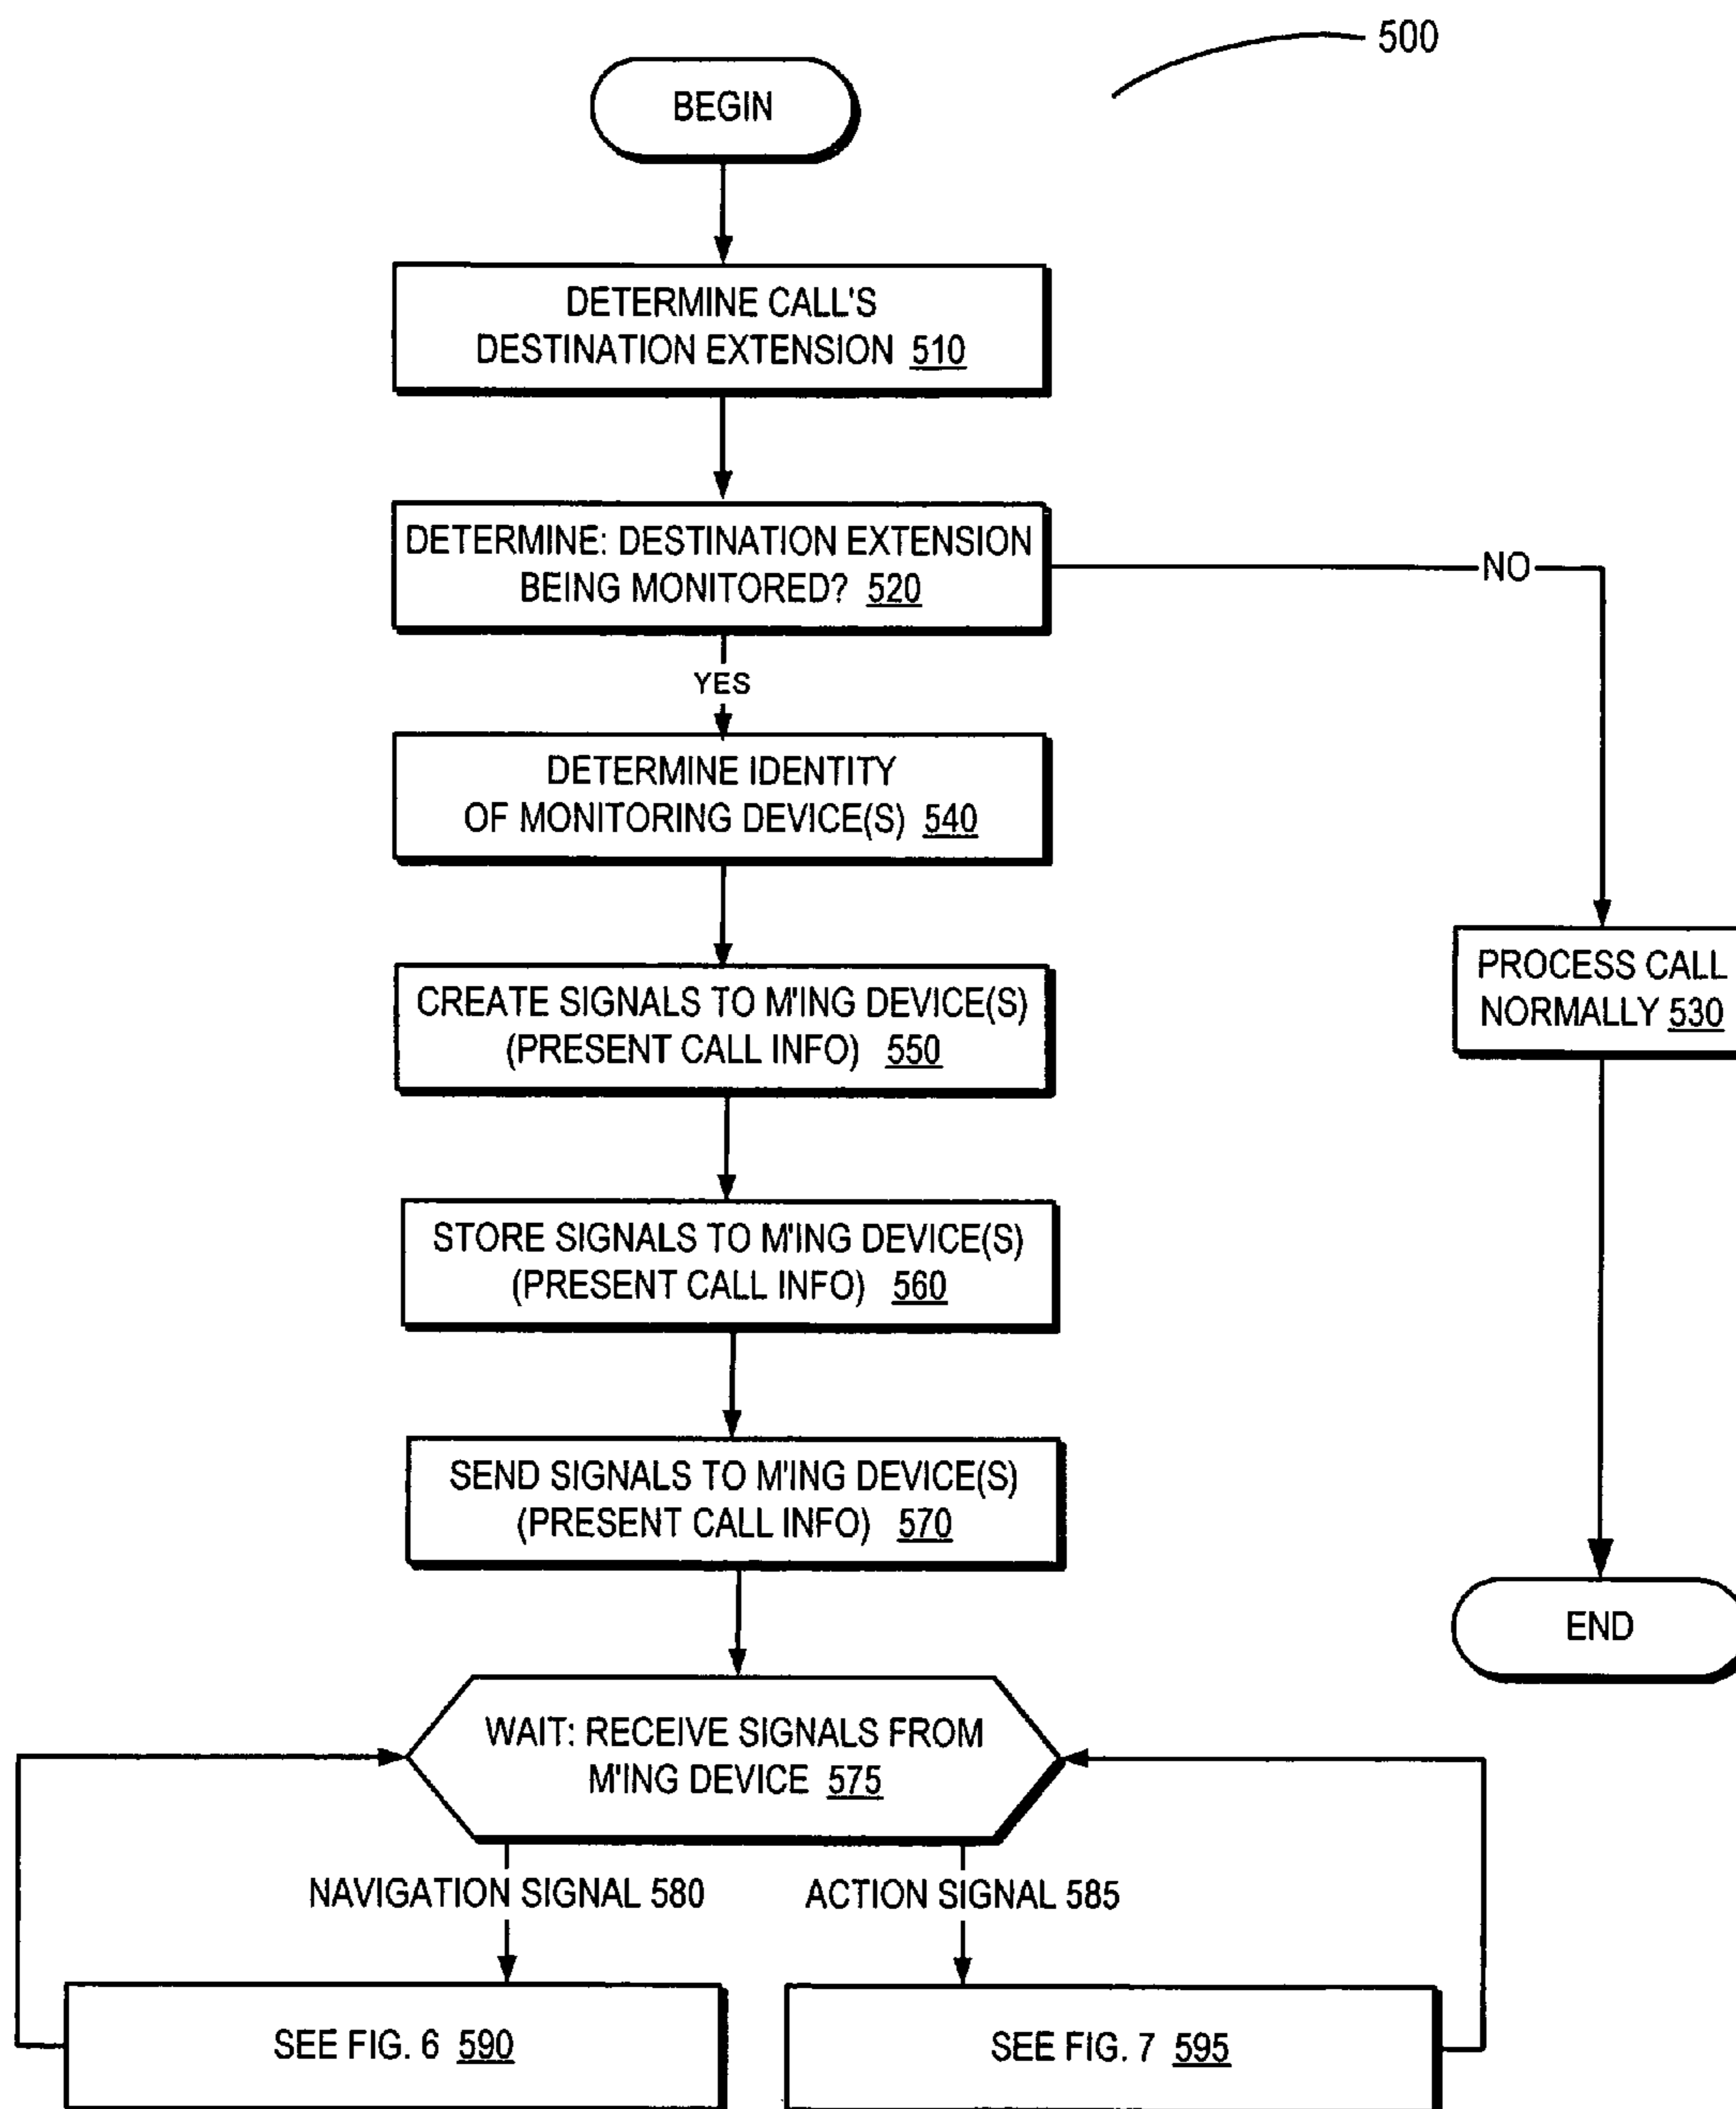 500
BEGIN
DETERMINE CALL'S
DESTINATION EXTENSION 510
DETERMINE: DESTINATION EXTENSION
BEING MONITORED? 520
NO
YES
DETERMINE IDENTITY
OF MONITORING DEVICE(S) 540
CREATE SIGNALS TO M'ING DEVICE(S)
(PRESENT CALL INFO) 550
PROCESS CALL
NORMALLY 530
STORE SIGNALS TO M'ING DEVICE(S)
(PRESENT CALL INFO) 560
SEND SIGNALS TO M'ING DEVICE(S)
(PRESENT CALL INFO) 570
END
WAIT: RECEIVE SIGNALS FROM
M'ING DEVICE 575
NAVIGATION SIGNAL 580
ACTION SIGNAL 585
SEE FIG. 6 590
SEE FIG. 7 595